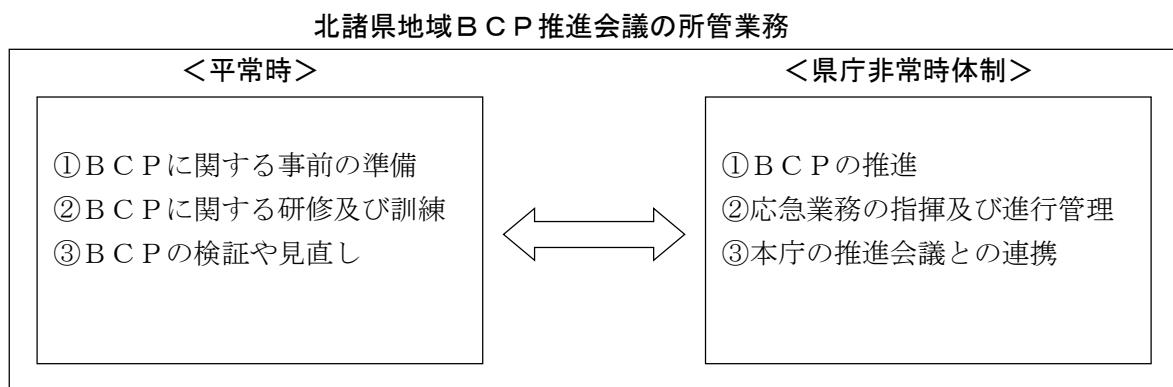 北諸県地域ＢＣＰ推進会議の所管業務
＜平常時＞
①ＢＣＰに関する事前の準備
②ＢＣＰに関する研修及び訓練
③ＢＣＰの検証や見直し
＜県庁非常時体制＞
①ＢＣＰの推進
②応急業務の指揮及び進行管理
③本庁の推進会議との連携